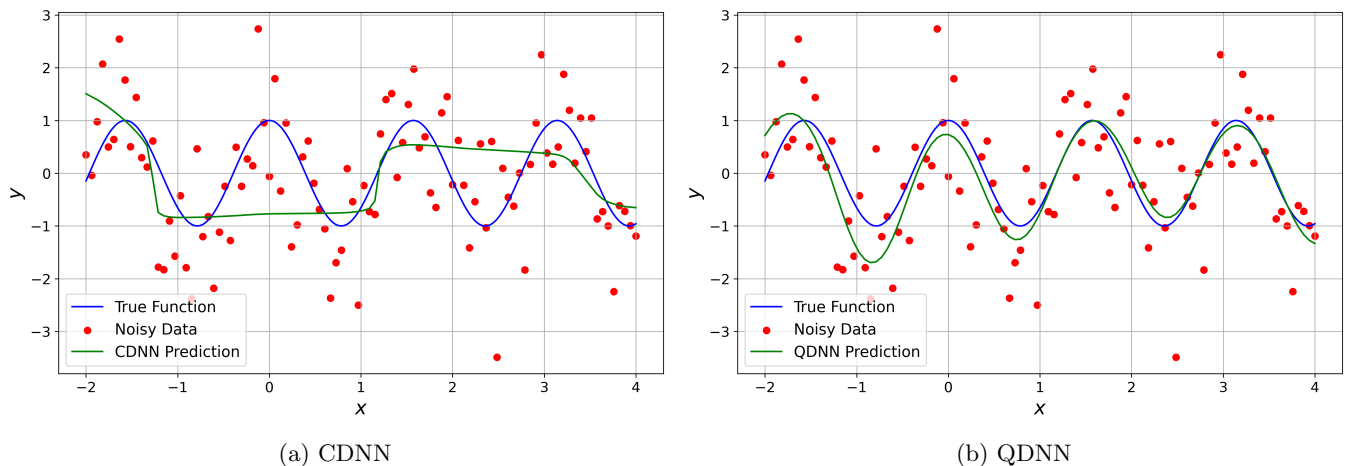 3
2
1
0
−1
−2
−3
y
True Function
Noisy Data
CDNN Prediction
−2 −1 0 1 2 3 4
x
(a) CDNN
3
2
1
0
−1
−2
−3
y
True Function
Noisy Data
QDNN Prediction
−2 −1 0 1 2 3 4
x
(b) QDNN